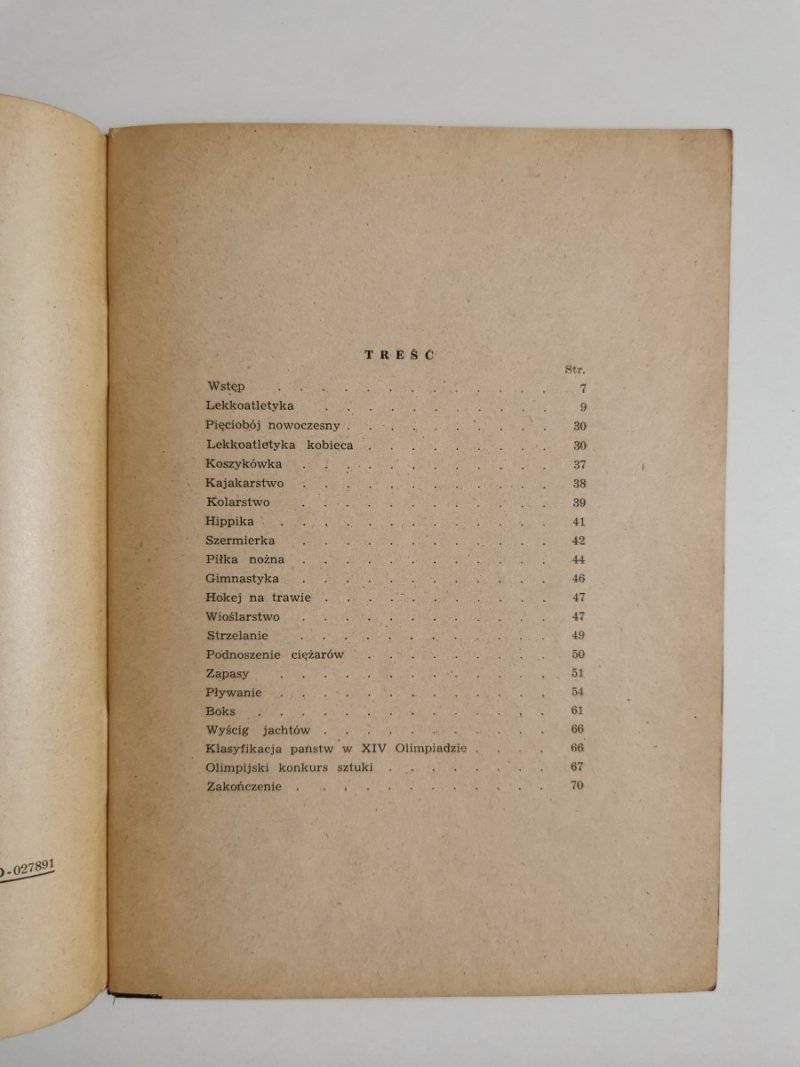 TREŚĆ
Str.
Wstęp . . . . . . . . . . . . . 7
Lekkoatletyka . . . . . . . . . . . 9
Pięciobój nowoczesny . . . . . . . . . . 30
Lekkoatletyka kobieca . . . . . . . . . 30
Koszykówka . . . . . . . . . . . . 37
Kajakarstwo . . . . . . . . . . . . 38
Kolarstwo . . . . . . . . . . . . 39
Hippika . . . . . . . . . . . . . 41
Szermierka . . . . . . . . . . . . 42
Piłka nożna . . . . . . . . . . . . 44
Gimnastyka . . . . . . . . . . . . 46
Hokej na trawie . . . . . . . . . . . 47
Wioślarstwo . . . . . . . . . . . . 47
Strzelanie . . . . . . . . . . . . 49
Podnoszenie ciężarów . . . . . . . . . 50
Zapasy . . . . . . . . . . . . . 51
Pływanie . . . . . . . . . . . . . 54
Boks . . . . . . . . . . . . . . 61
Wyścig jachtów . . . . . . . . . . . 66
Klasyfikacja państw w XIV Olimpiadzie . . . . 66
Olimpijski konkurs sztuki . . . . . . . . 67
Zakończenie . . . . . . . . . . . . 70
-027891